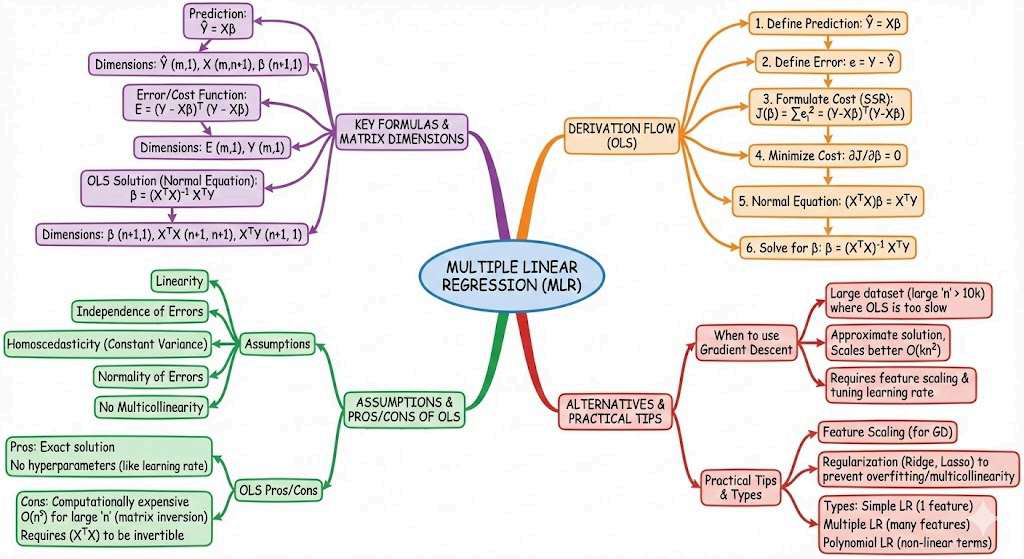 MULTIPLE LINEAR
REGRESSION (MLR)
KEY FORMULAS &
MATRIX DIMENSIONS
Prediction:
Ŷ = Xβ
Dimensions: Ŷ (m,1), X (m,n+1), β (n+1,1)
Error/Cost Function:
E = (Y - Xβ)ᵀ (Y - Xβ)
Dimensions: E (m,1), Y (m,1)
OLS Solution (Normal Equation):
β = (XᵀX)⁻¹ XᵀY
Dimensions: β (n+1,1), XᵀX (n+1, n+1), XᵀY (n+1, 1)
DERIVATION FLOW
(OLS)
1. Define Prediction: Ŷ = Xβ
2. Define Error: e = Y - Ŷ
3. Formulate Cost (SSR):
J(β) = ∑eᵢ² = (Y-Xβ)ᵀ(Y-Xβ)
4. Minimize Cost: ∂J/∂β = 0
5. Normal Equation: (XᵀX)β = XᵀY
6. Solve for β: β = (XᵀX)⁻¹ XᵀY
ASSUMPTIONS &
PROS/CONS OF OLS
Assumptions
Linearity
Independence of Errors
Homoscedasticity (Constant Variance)
Normality of Errors
No Multicollinearity
OLS Pros/Cons
Pros: Exact solution
No hyperparameters (like learning rate)
Cons: Computationally expensive
O(n³) for large 'n' (matrix inversion)
Requires (XᵀX) to be invertible
ALTERNATIVES &
PRACTICAL TIPS
When to use
Gradient Descent
Large dataset (large 'n' > 10k)
where OLS is too slow
Approximate solution,
Scales better O(kn²)
Requires feature scaling &
tuning learning rate
Practical Tips
& Types
Feature Scaling (for GD)
Regularization (Ridge, Lasso) to
prevent overfitting/multicollinearity
Types: Simple LR (1 feature)
Multiple LR (many features)
Polynomial LR (non-linear terms)